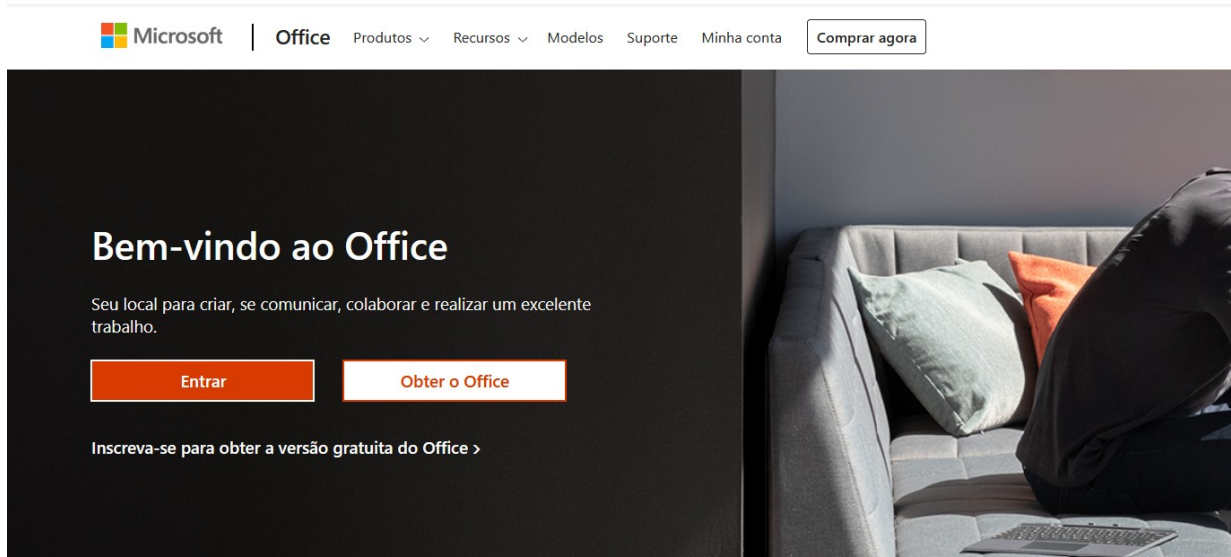 Microsoft | Office Produtos Recursos Modelos Suporte Minha conta Comprar agora
Bem-vindo ao Office
Seu local para criar, se comunicar, colaborar e realizar um excelente
trabalho.
Entrar Obter o Office
Inscreva-se para obter a versão gratuita do Office >